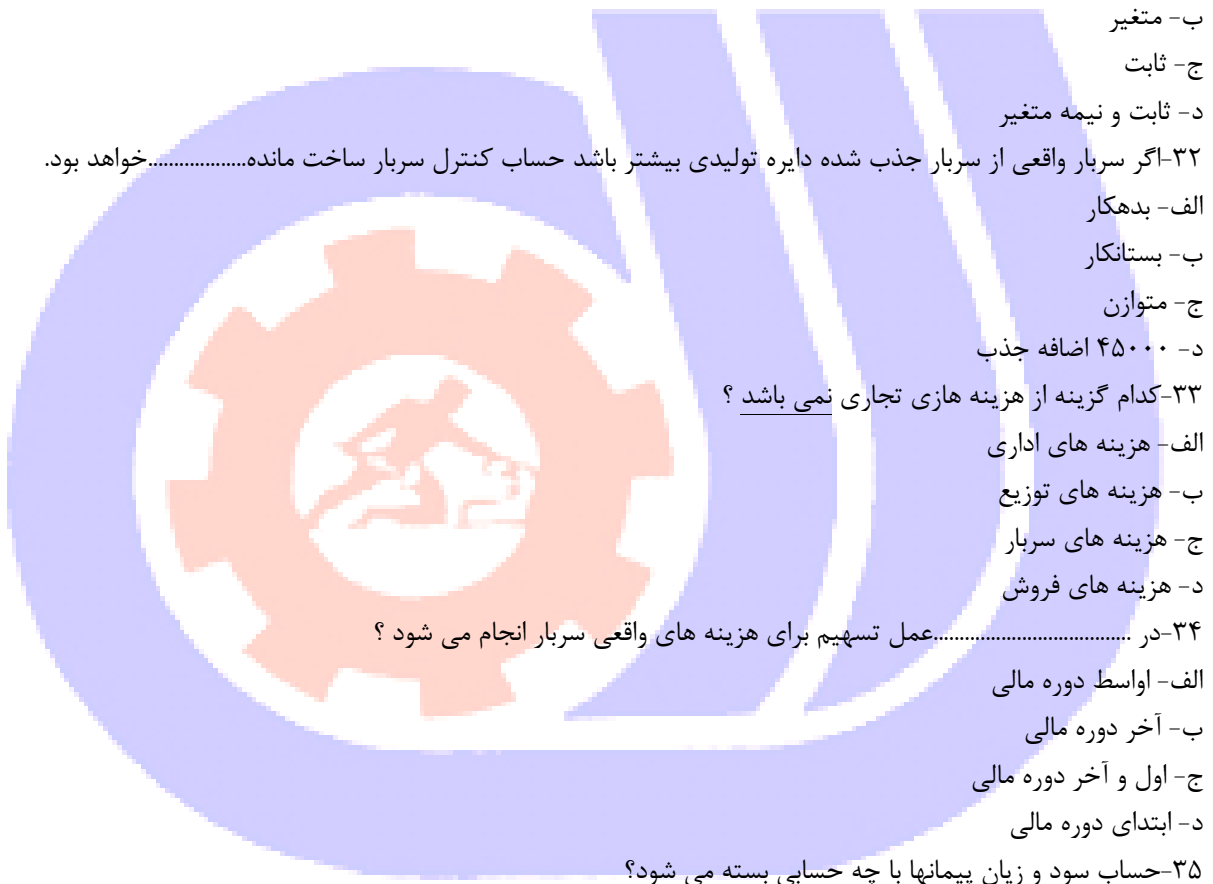 ب- متغیر
ج- ثابت
د- ثابت و نیمه متغیر
۳۲-اگر سربار واقعی از سربار جذب شده دایره تولیدی بیشتر باشد حساب کنترل سربار ساخت مانده...................خواهد بود.
الف- بدهکار
ب- بستانکار
ج- متوازن
د- ۴۵۰۰۰ اضافه جذب
۳۳-کدام گزینه از هزینه هازی تجاری نمی باشد ؟
الف- هزینه های اداری
ب- هزینه های توزیع
ج- هزینه های سربار
د- هزینه های فروش
۳۴-در ......................................عمل تسهیم برای هزینه های واقعی سربار انجام می شود ؟
الف- اواسط دوره مالی
ب- آخر دوره مالی
ج- اول و آخر دوره مالی
د- ابتدای دوره مالی
۳۵-حساب سود و زیان پیمانها با چه حسابی بسته می شود؟